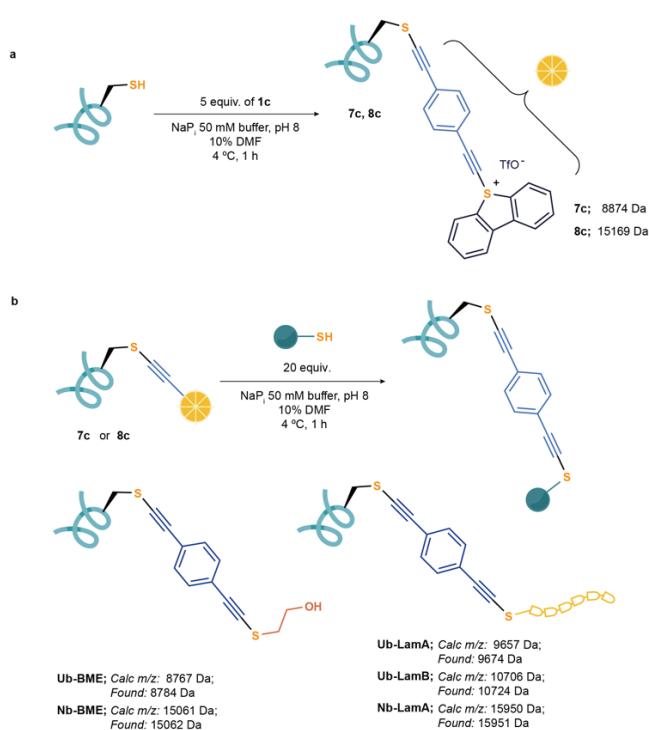 a
SH
5 equiv. of 1c
NaPi 50 mM buffer, pH 8
10% DMF
4 ºC, 1 h
S
7c, 8c
TfO⁻
S
+
7c; 8874 Da
8c; 15169 Da
b
S
7c or 8c
SH
20 equiv.
NaPi 50 mM buffer, pH 8
10% DMF
4 ºC, 1 h
S
S
S
S
OH
Ub-BME; Calc m/z: 8767 Da;
Found: 8784 Da
Nb-BME; Calc m/z: 15061 Da;
Found: 15062 Da
S
S
Ub-LamA; Calc m/z: 9657 Da;
Found: 9674 Da
Ub-LamB; Calc m/z: 10706 Da;
Found: 10724 Da
Nb-LamA; Calc m/z: 15950 Da;
Found: 15951 Da